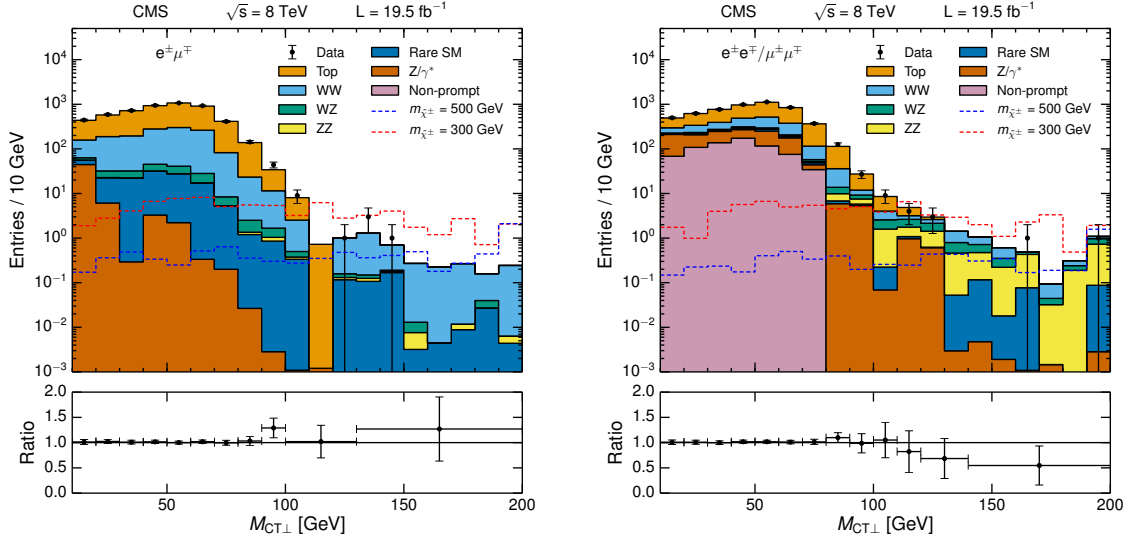 CMS √s = 8 TeV L = 19.5 fb⁻¹
e±μ∓
Data
Top
WW
WZ
ZZ
Rare SM
Z/γ*
Non-prompt
m_χ̃± = 500 GeV
m_χ̃± = 300 GeV
Entries / 10 GeV
10⁴
10³
10²
10¹
10⁰
10⁻¹
10⁻²
10⁻³
Ratio
2.0
1.5
1.0
0.5
0.0
50 100 150 200
M_CT⊥ [GeV]
CMS √s = 8 TeV L = 19.5 fb⁻¹
e±e∓/μ±μ∓
Data
Top
WW
WZ
ZZ
Rare SM
Z/γ*
Non-prompt
m_χ̃± = 500 GeV
m_χ̃± = 300 GeV
Entries / 10 GeV
10⁴
10³
10²
10¹
10⁰
10⁻¹
10⁻²
10⁻³
Ratio
2.0
1.5
1.0
0.5
0.0
50 100 150 200
M_CT⊥ [GeV]